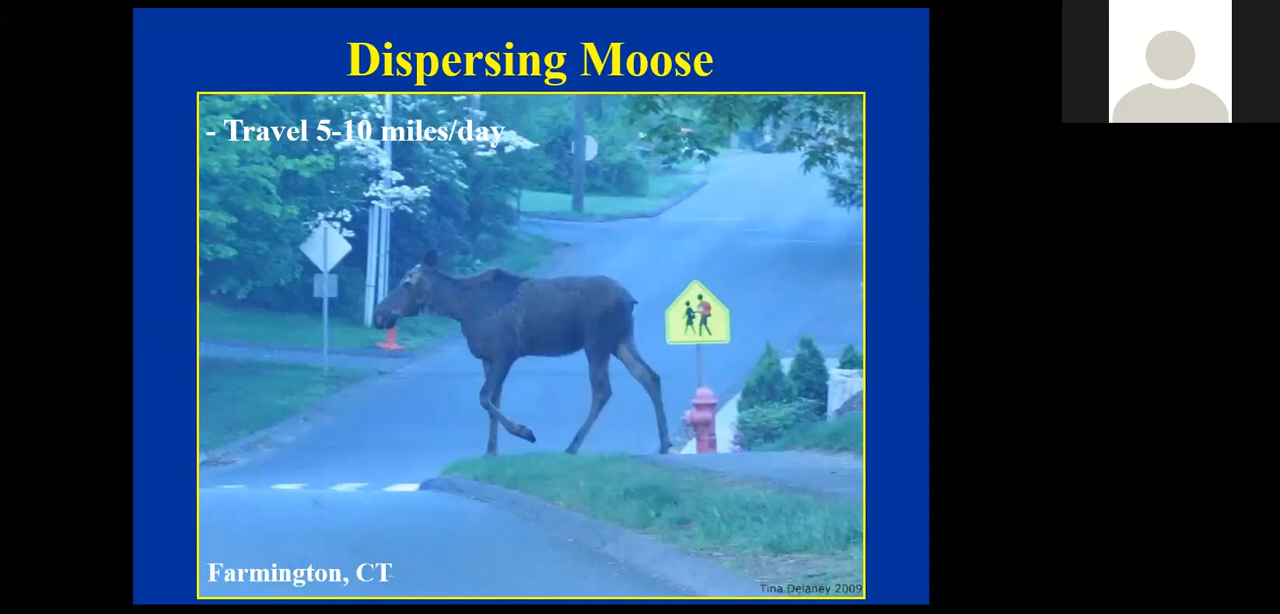 Dispersing Moose
- Travel 5-10 miles/day
Farmington, CT
Tina Delaney 2009